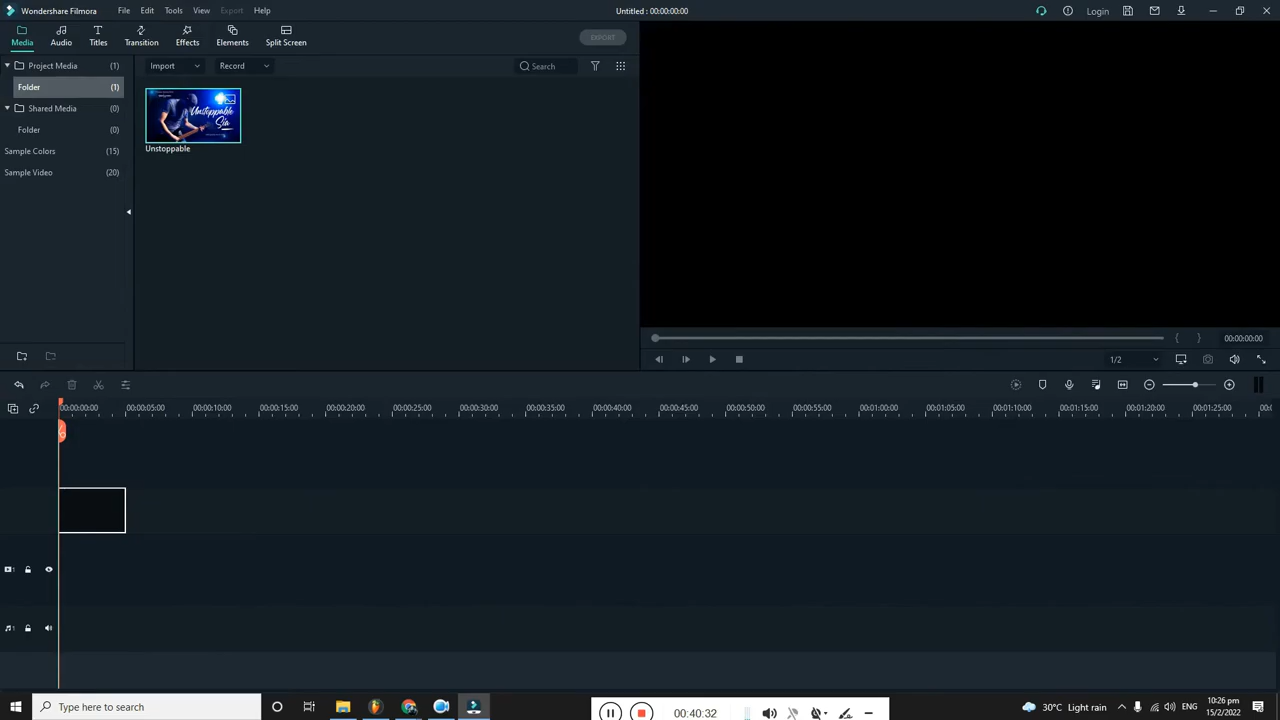 Wondershare Filmora
File
Edit
Tools
View
Export
Help
Untitled : 00:00:00:00
Login
Media
Audio
Titles
Transition
Effects
Elements
Split Screen
EXPORT
Project Media (1)
Import
Record
Search
Folder (1)
Shared Media (0)
Folder (0)
Sample Colors (15)
Sample Video (20)
Unstoppable
Sia
Unstoppable
00:00:00:00
1/2
00:00:00:00
00:00:05:00
00:00:10:00
00:00:15:00
00:00:20:00
00:00:25:00
00:00:30:00
00:00:35:00
00:00:40:00
00:00:45:00
00:00:50:00
00:00:55:00
00:01:00:00
00:01:05:00
00:01:10:00
00:01:15:00
00:01:20:00
00:01:25:00
1
1
Type here to search
00:40:32
30°C Light rain
ENG
10:26 pm
15/2/2022